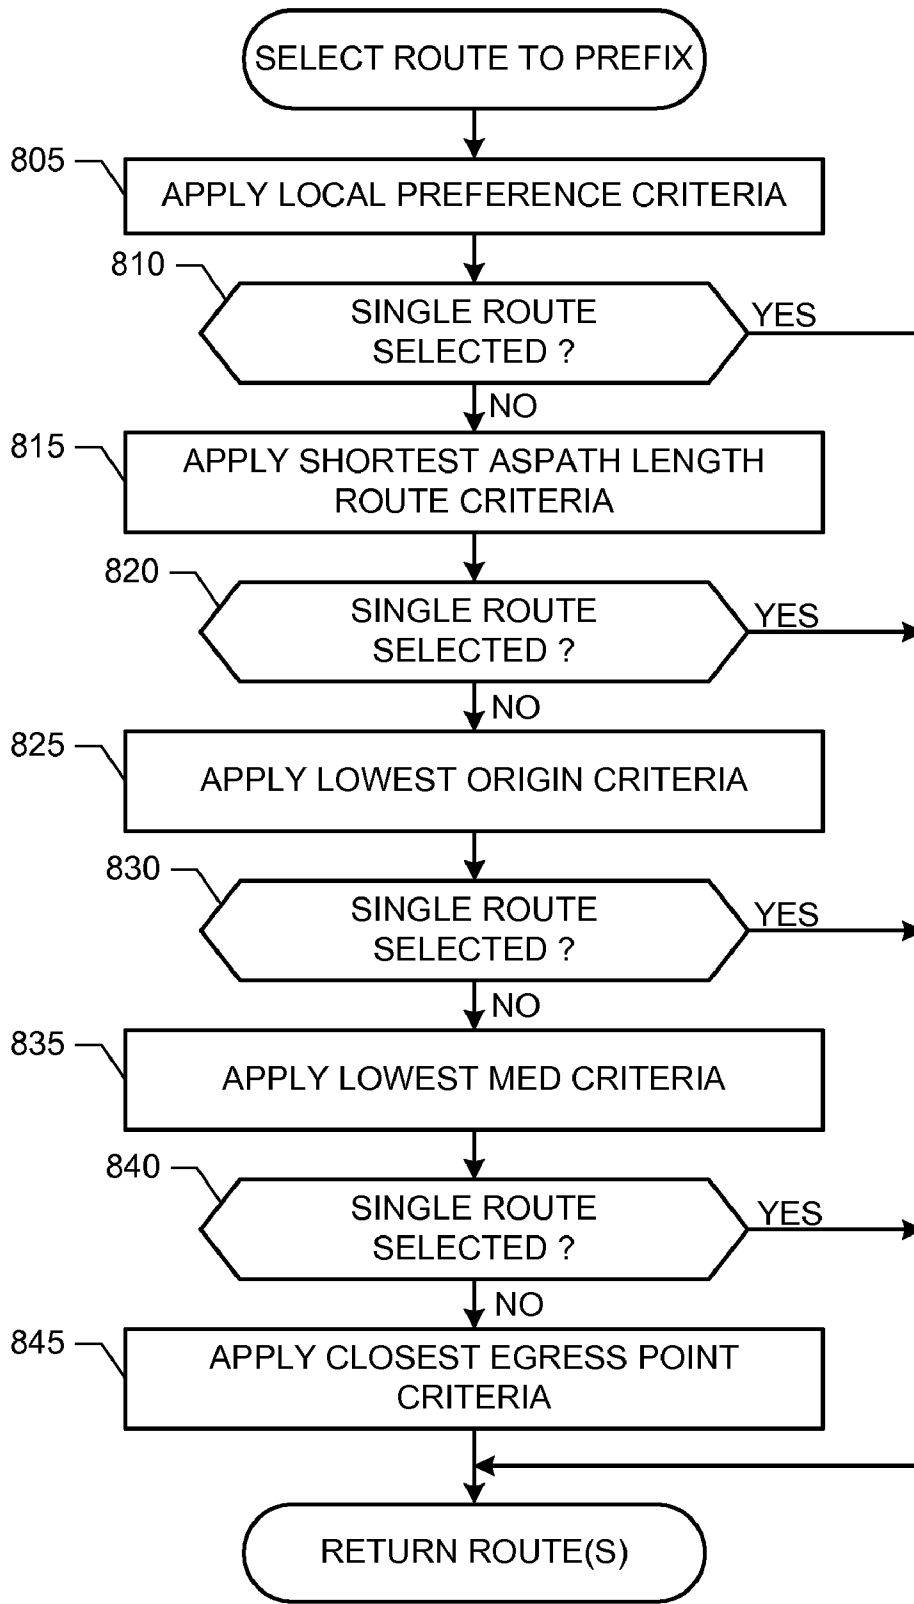 SELECT ROUTE TO PREFIX
805
APPLY LOCAL PREFERENCE CRITERIA
810
SINGLE ROUTE
SELECTED ?
YES
NO
815
APPLY SHORTEST ASPATH LENGTH
ROUTE CRITERIA
820
SINGLE ROUTE
SELECTED ?
YES
NO
825
APPLY LOWEST ORIGIN CRITERIA
830
SINGLE ROUTE
SELECTED ?
YES
NO
835
APPLY LOWEST MED CRITERIA
840
SINGLE ROUTE
SELECTED ?
YES
NO
845
APPLY CLOSEST EGRESS POINT
CRITERIA
RETURN ROUTE(S)